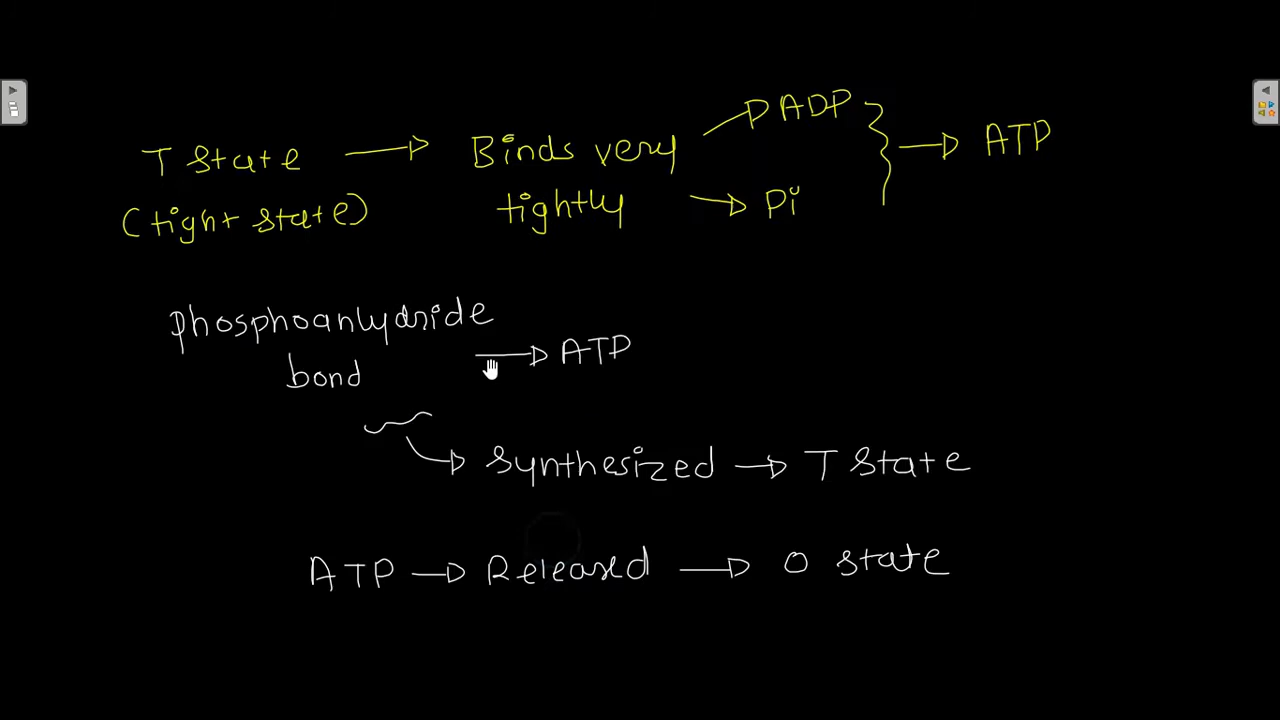 T state → Binds very → ADP } → ATP
(tight state) tightly → Pi
phosphoanhydride
bond → ATP
→ synthesized → T state
ATP → Released → O state